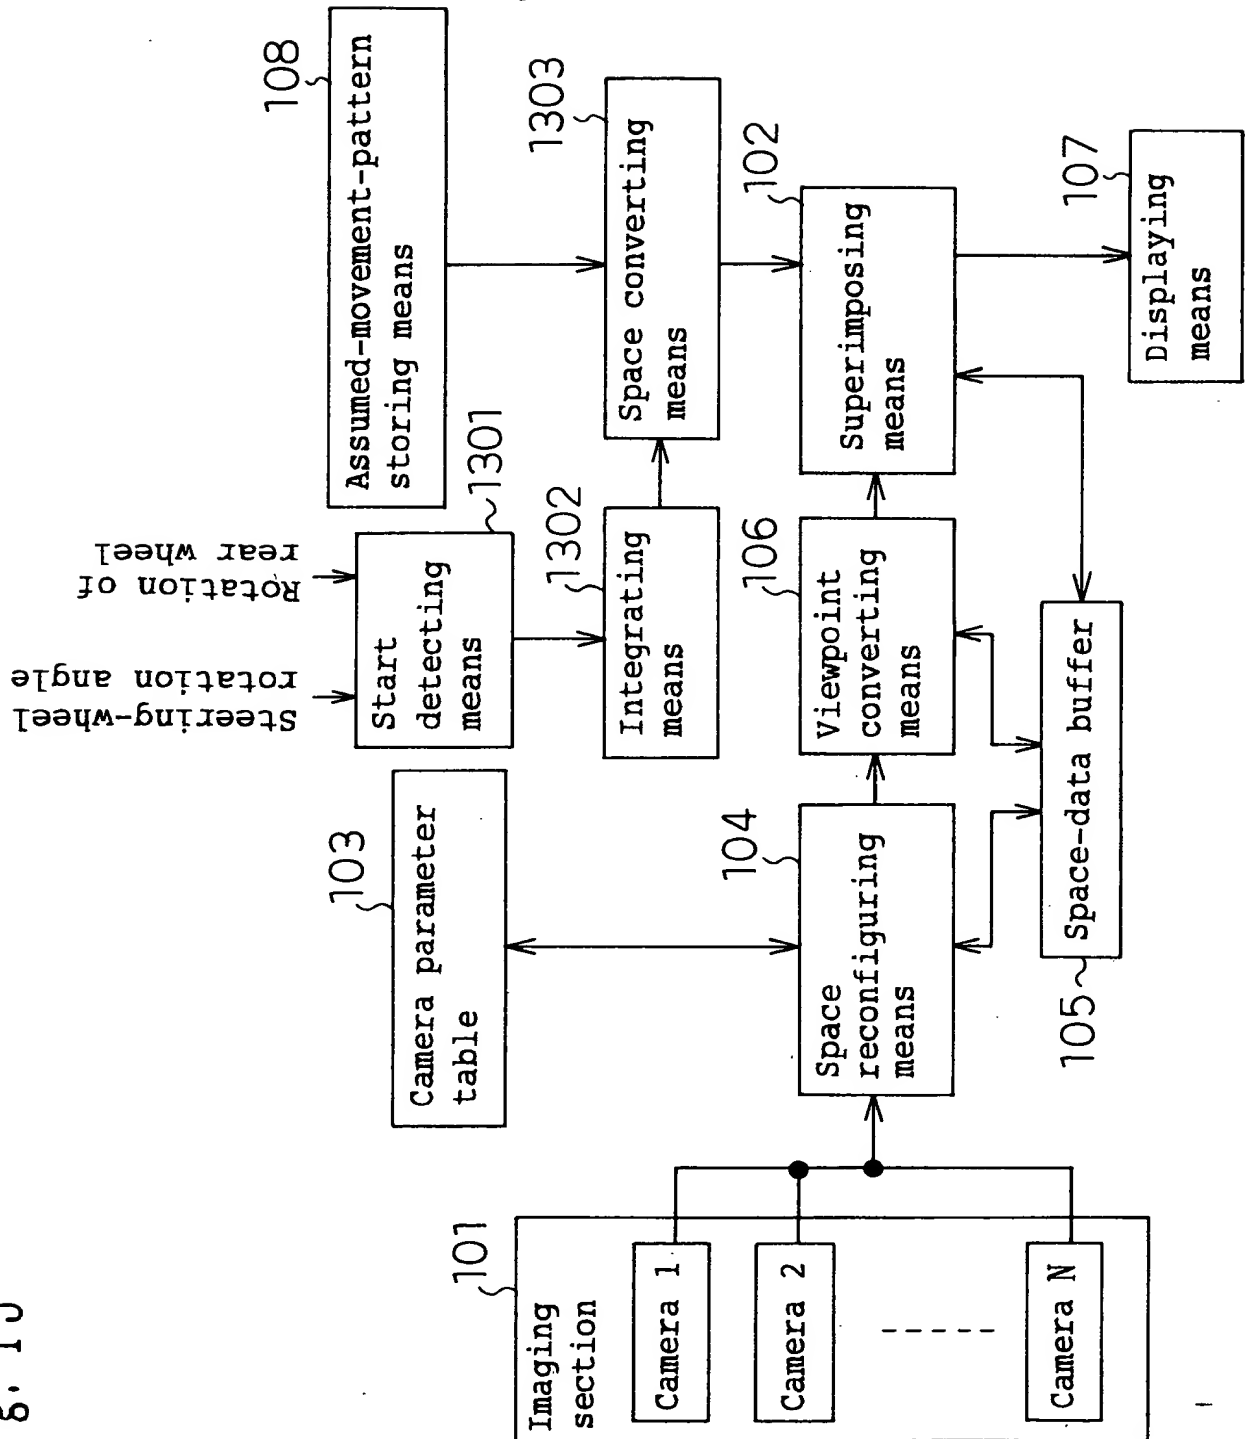 108
Assumed-movement-pattern
storing means
Rotation of
rear wheel
Steering-wheel
rotation angle
1301
Start
detecting
means
1303
Space converting
means
1302
Integrating
means
103
Camera parameter
table
102
Superimposing
means
106
Viewpoint
converting
means
104
Space
reconfiguring
means
107
Displaying
means
105
Space-data buffer
101
Imaging
section
Camera 1
Camera 2
Camera N